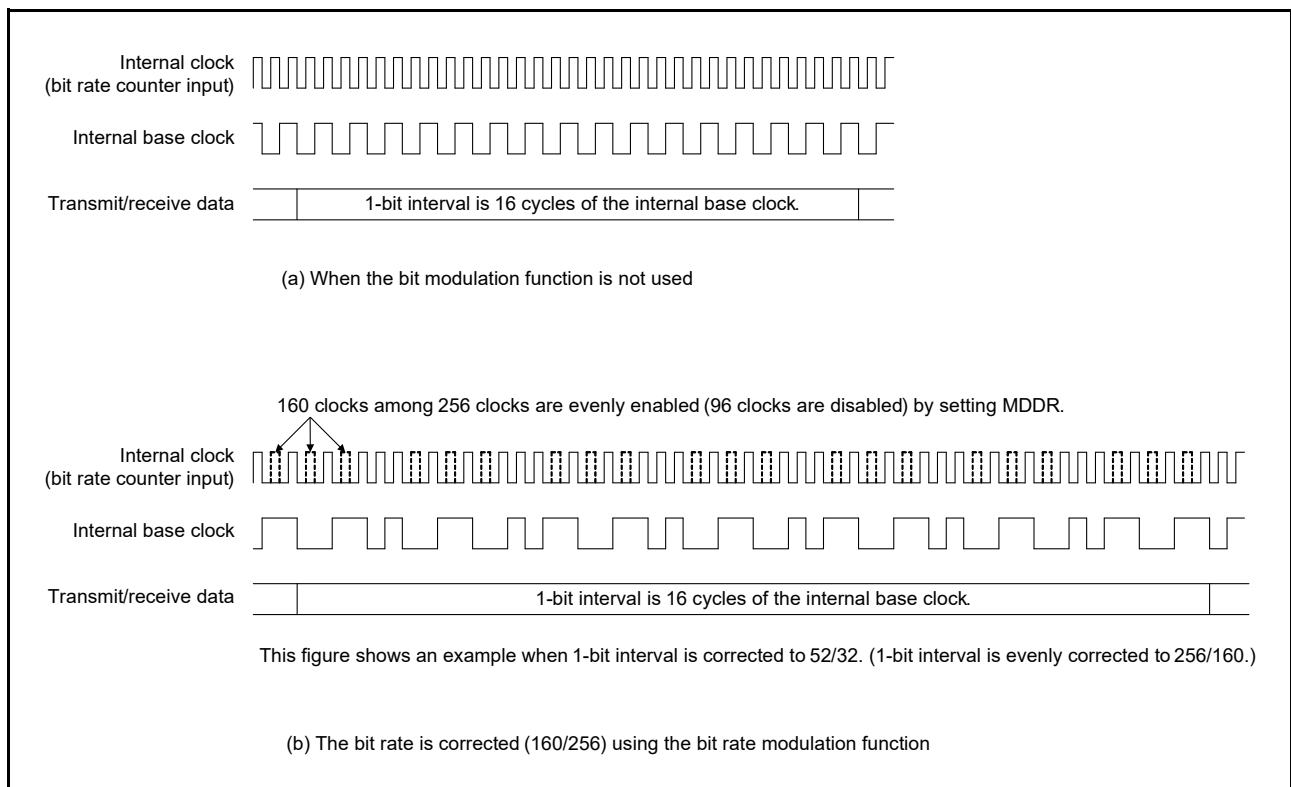 Internal clock
(bit rate counter input)
Internal base clock
Transmit/receive data
1-bit interval is 16 cycles of the internal base clock.
(a) When the bit modulation function is not used
160 clocks among 256 clocks are evenly enabled (96 clocks are disabled) by setting MDDR.
Internal clock
(bit rate counter input)
Internal base clock
Transmit/receive data
1-bit interval is 16 cycles of the internal base clock.
This figure shows an example when 1-bit interval is corrected to 52/32. (1-bit interval is evenly corrected to 256/160.)
(b) The bit rate is corrected (160/256) using the bit rate modulation function